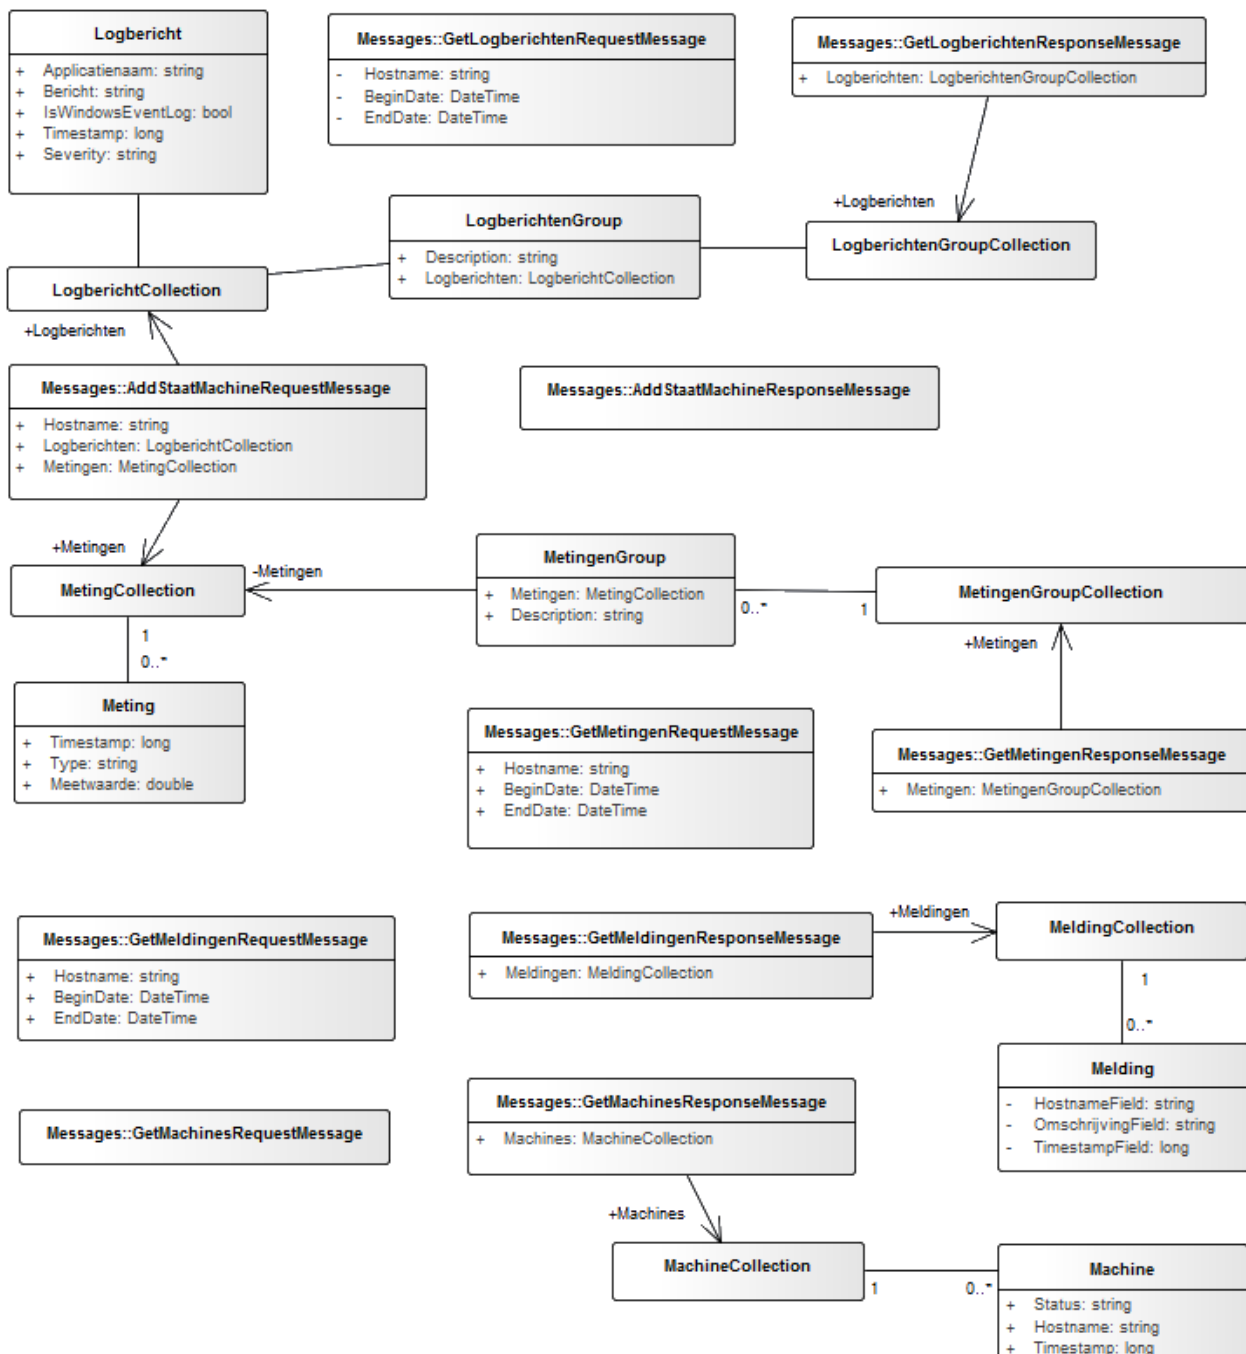 Logbericht
+ Applicatienaam: string
+ Bericht: string
+ IsWindowsEventLog: bool
+ Timestamp: long
+ Severity: string
Messages::GetLogberichtenRequestMessage
- Hostname: string
- BeginDate: DateTime
- EndDate: DateTime
Messages::GetLogberichtenResponseMessage
+ Logberichten: LogberichtenGroupCollection
+Logberichten
LogberichtenGroup
+ Description: string
+ Logberichten: LogberichtCollection
LogberichtenGroupCollection
LogberichtCollection
+Logberichten
Messages::AddStaatMachineRequestMessage
+ Hostname: string
+ Logberichten: LogberichtCollection
+ Metingen: MetingCollection
Messages::AddStaatMachineResponseMessage
+Metingen
MetingCollection
-Metingen
MetingenGroup
+ Metingen: MetingCollection
+ Description: string
0..*
1
MetingenGroupCollection
+Metingen
1
0..*
Meting
+ Timestamp: long
+ Type: string
+ Meetwaarde: double
Messages::GetMetingenRequestMessage
+ Hostname: string
+ BeginDate: DateTime
+ EndDate: DateTime
Messages::GetMetingenResponseMessage
+ Metingen: MetingenGroupCollection
Messages::GetMeldingenRequestMessage
+ Hostname: string
+ BeginDate: DateTime
+ EndDate: DateTime
Messages::GetMeldingenResponseMessage
+ Meldingen: MeldingCollection
+Meldingen
MeldingCollection
1
0..*
Melding
- HostnameField: string
- OmschrijvingField: string
- TimestampField: long
Messages::GetMachinesRequestMessage
Messages::GetMachinesResponseMessage
+ Machines: MachineCollection
+Machines
MachineCollection
1
0..*
Machine
+ Status: string
+ Hostname: string
+ Timestamp: long